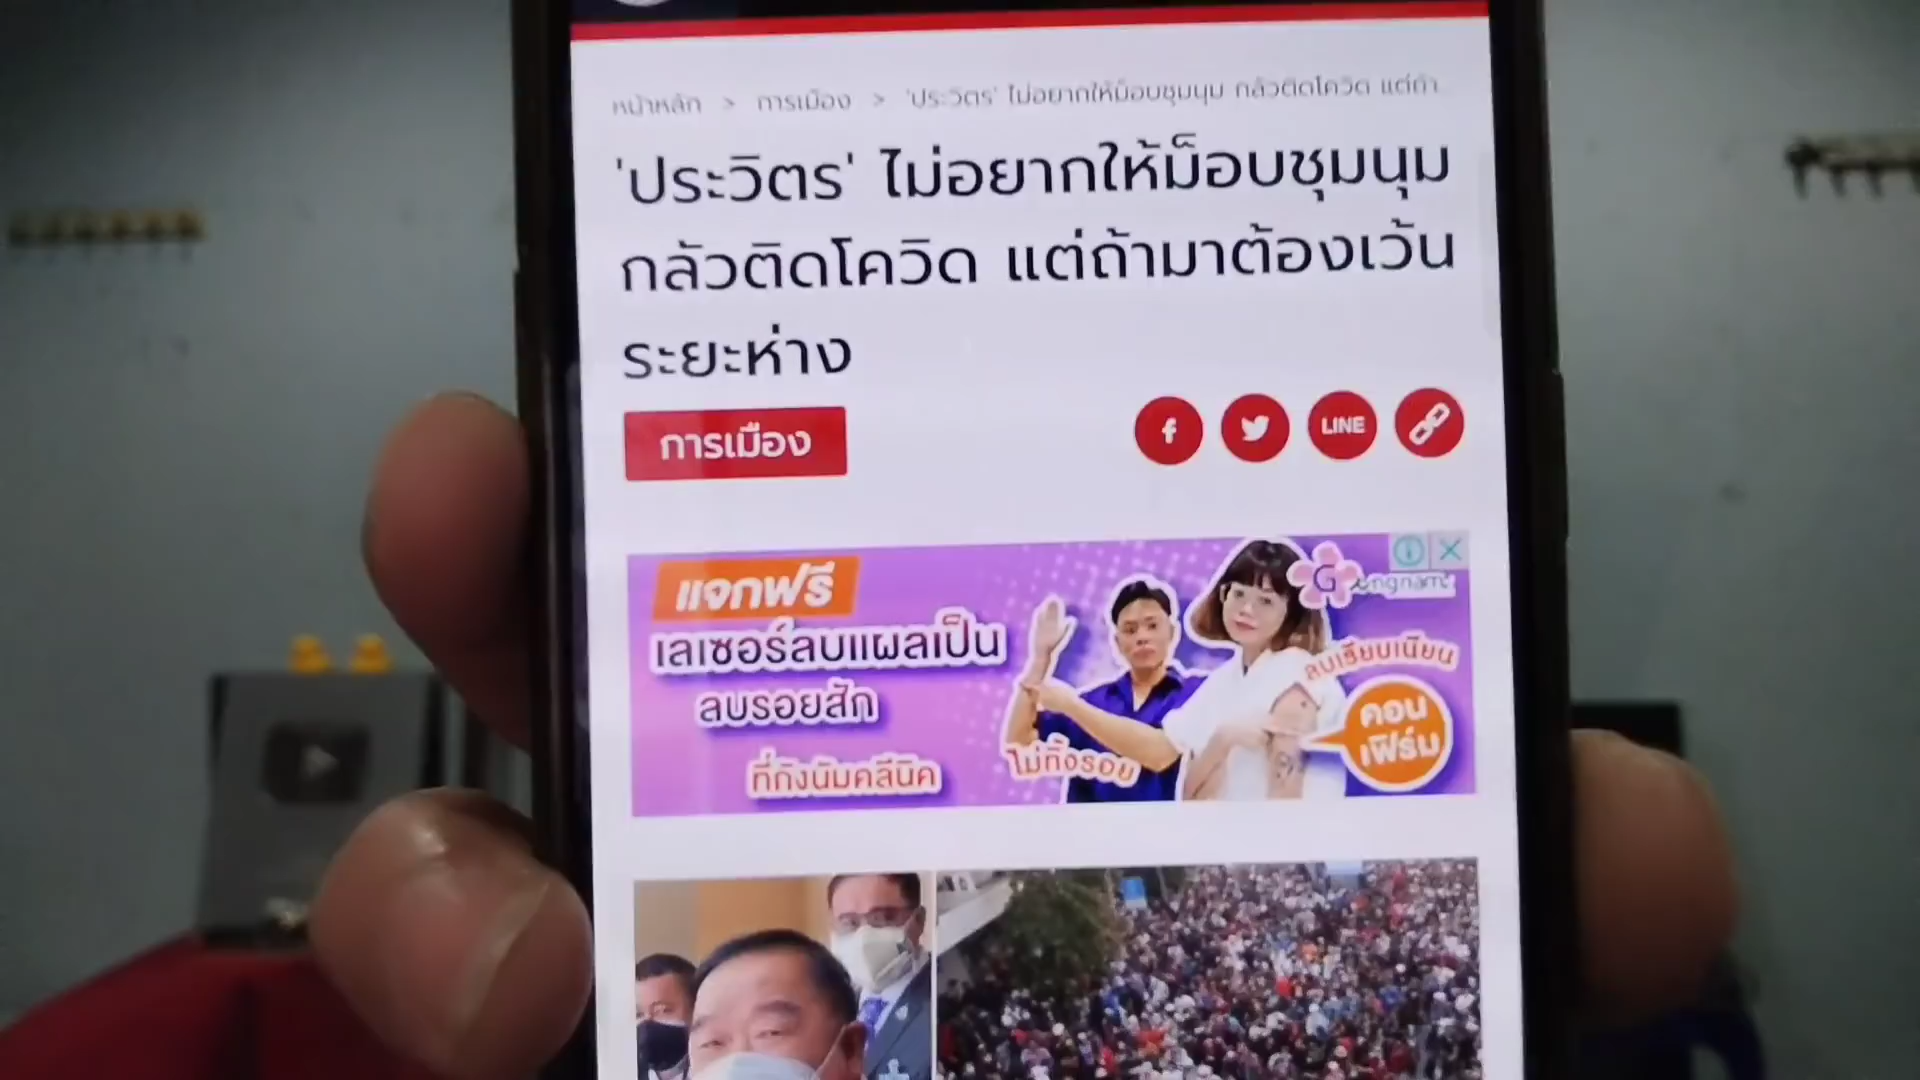 หน้าหลัก > การเมือง > 'ประวิตร' ไม่อยากให้ม็อบชุมนุม กลัวติดโควิด แต่ถ้า
'ประวิตร' ไม่อยากให้ม็อบชุมนุม
กลัวติดโควิด แต่ถ้ามาต้องเว้น
ระยะห่าง
การเมือง
LINE
แจกฟรี
เลเซอร์ลบแผลเป็น
ลบรอยสัก
ที่กังนัมคลีนิค
ไม่ทิ้งรอย
G
ลบเรียบเนียน
คอน
เฟิร์ม